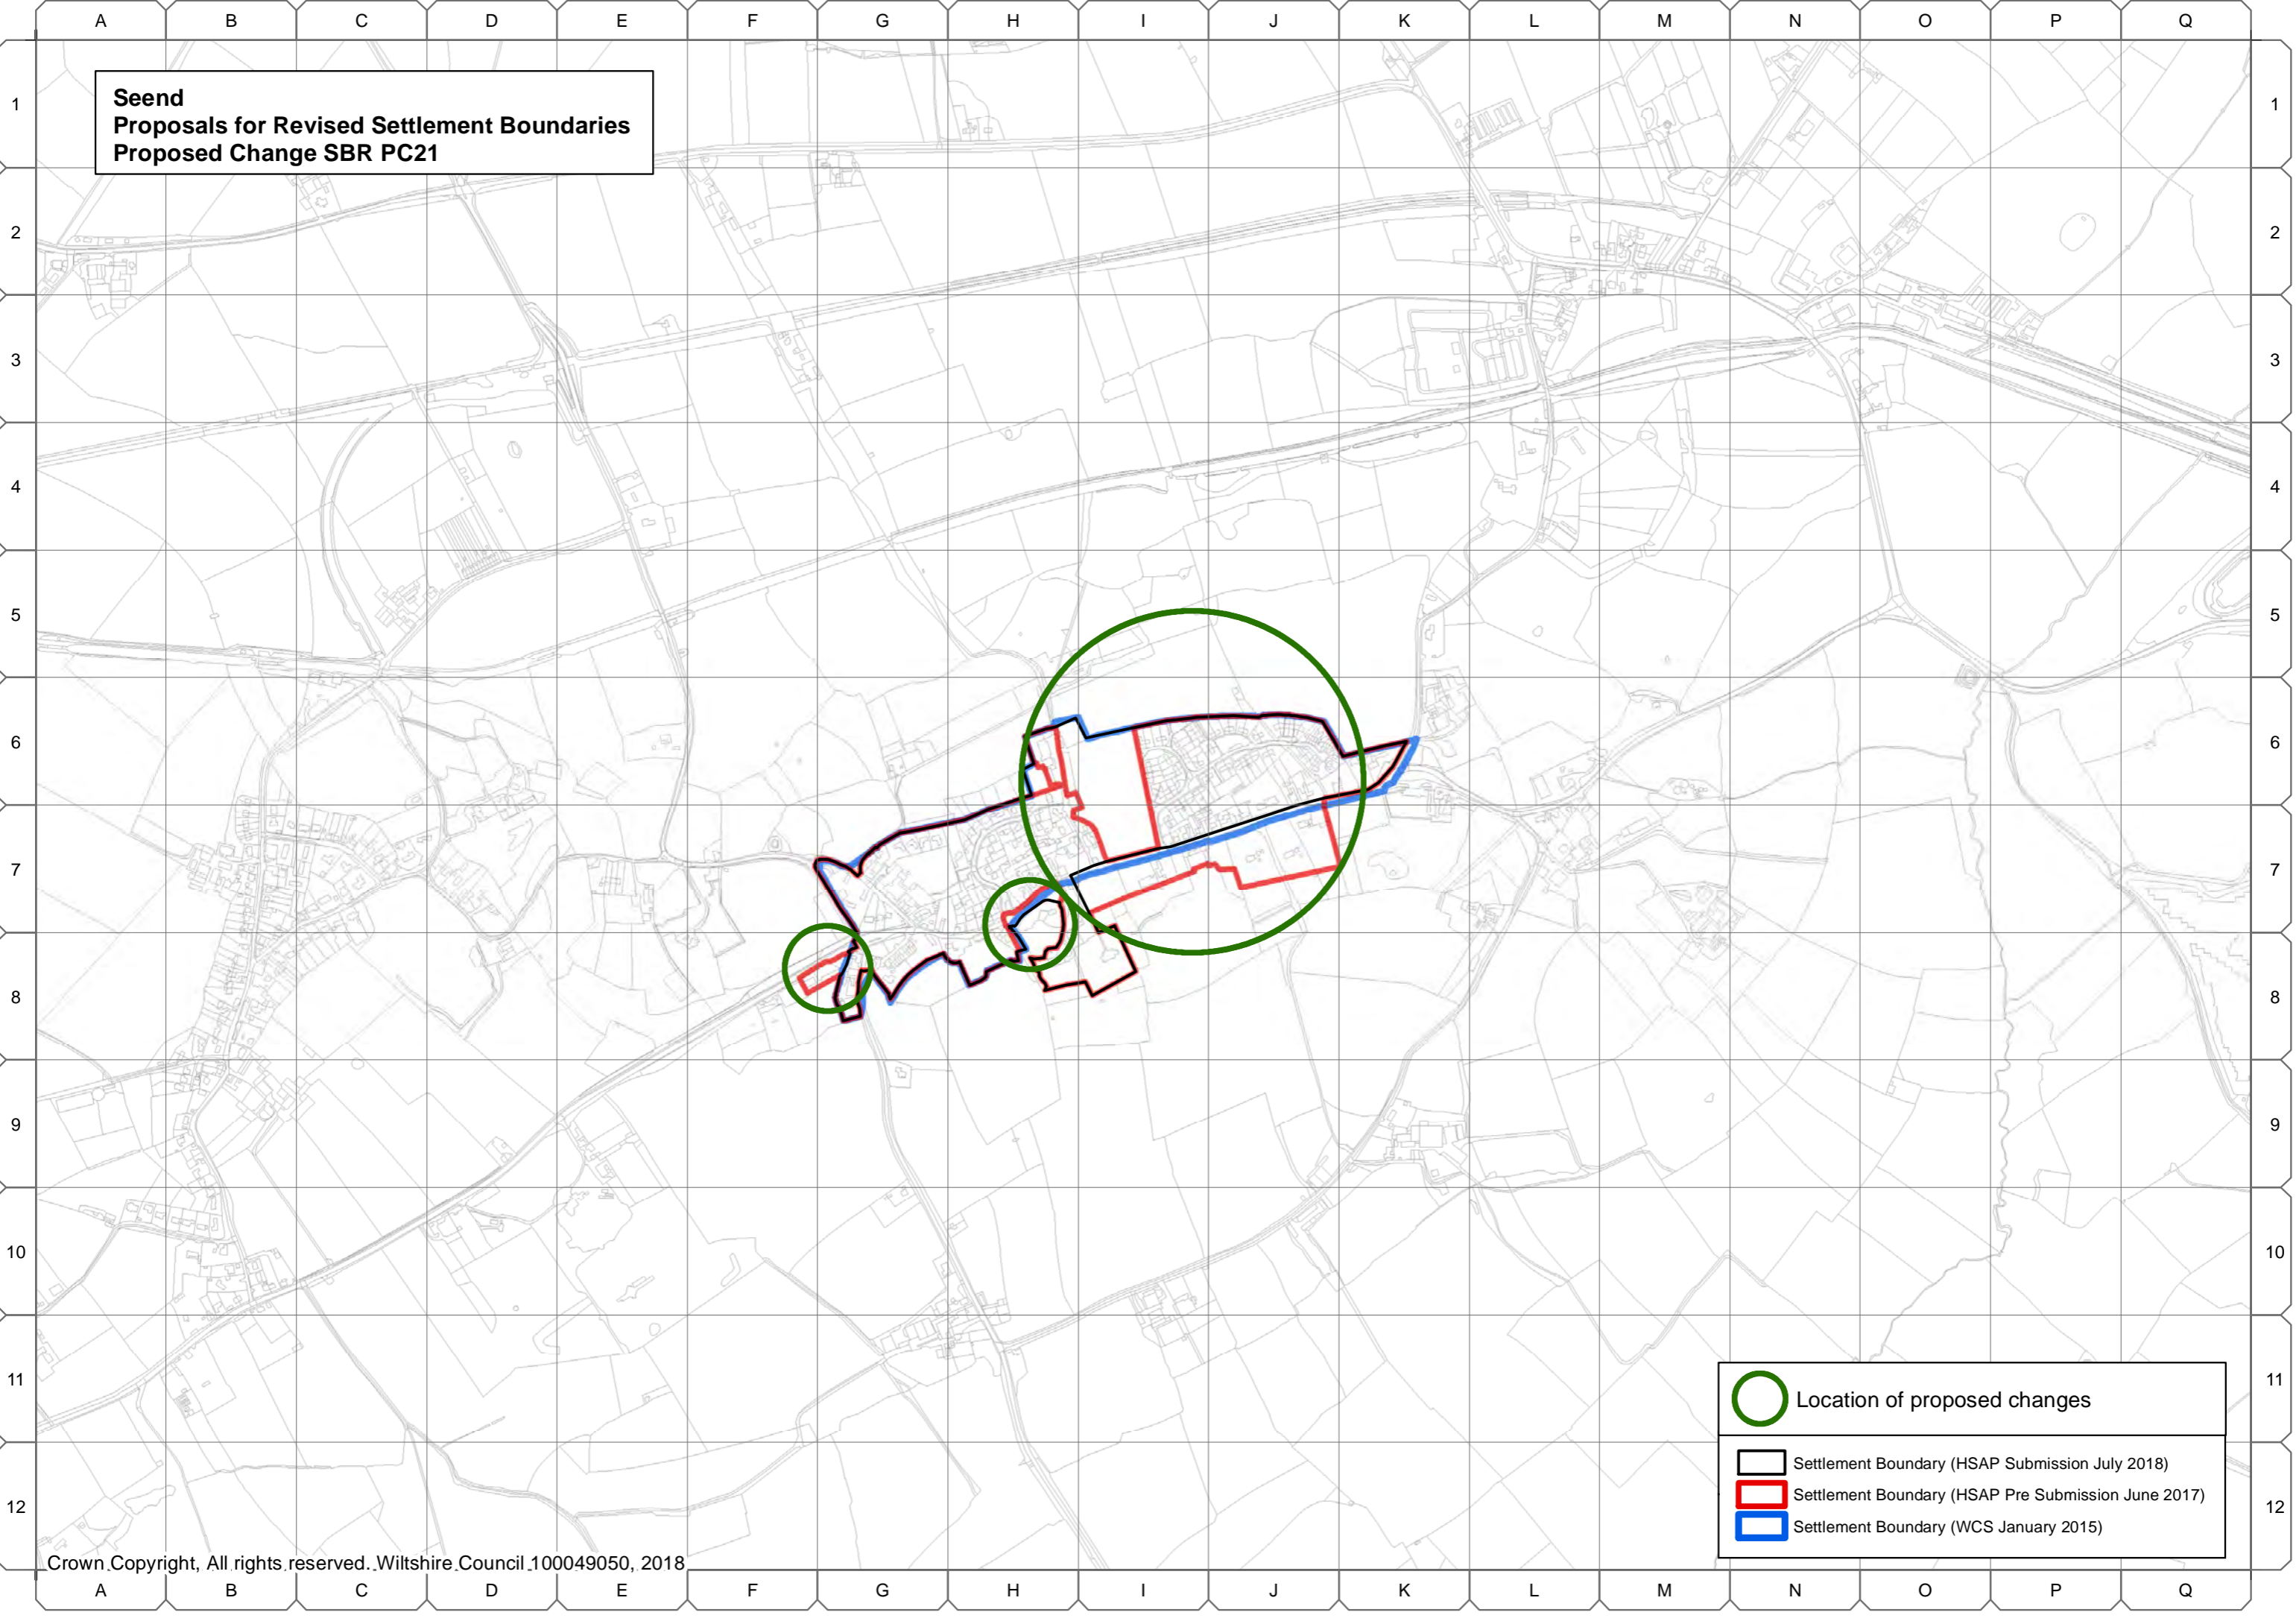 A B C D E F G H I J K L M N O P Q
Seend
Proposals for Revised Settlement Boundaries
Proposed Change SBR PC21
1 1
2 2
3 3
4 4
5 5
6 6
7 7
8 8
9 9
10 10
11 11
12 12
Location of proposed changes
Settlement Boundary (HSAP Submission July 2018)
Settlement Boundary (HSAP Pre Submission June 2017)
Settlement Boundary (WCS January 2015)
Crown Copyright, All rights reserved. Wiltshire Council 100049050, 2018
A B C D E F G H I J K L M N O P Q